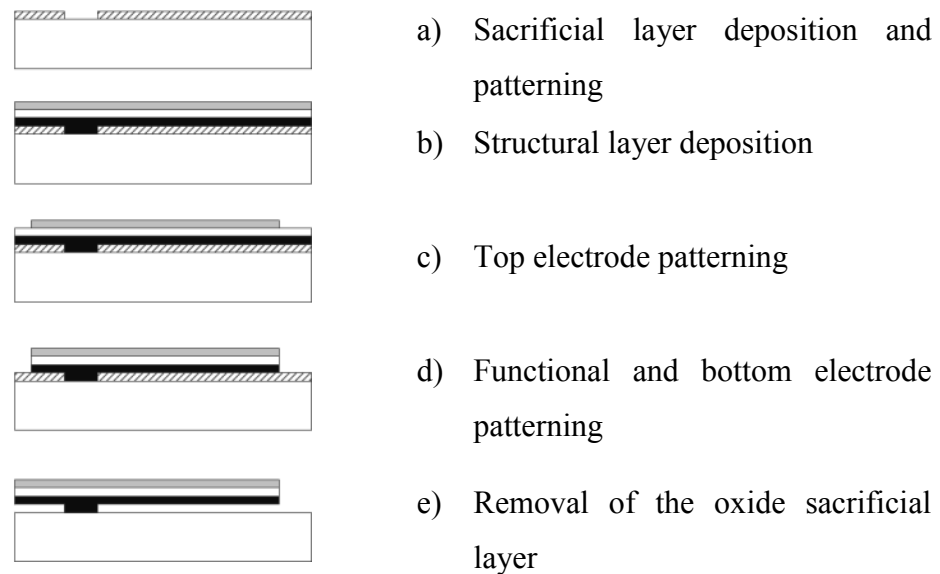 a) Sacrificial layer deposition and
patterning
b) Structural layer deposition
c) Top electrode patterning
d) Functional and bottom electrode
patterning
e) Removal of the oxide sacrificial
layer